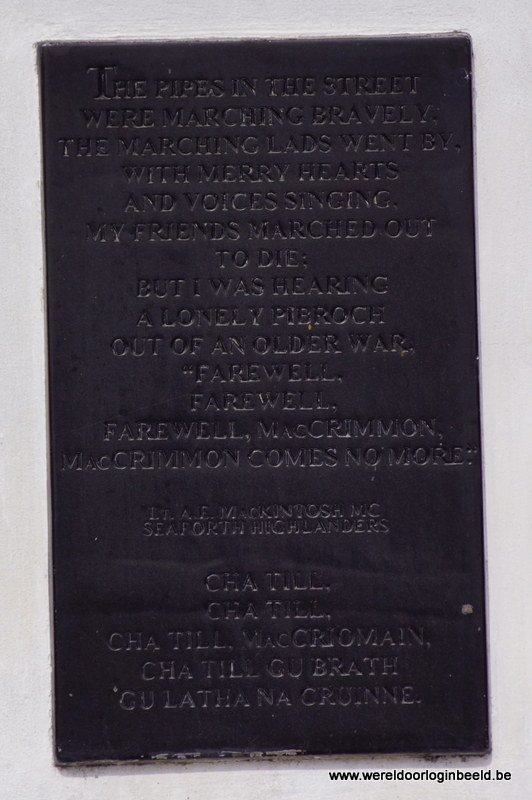 THE PIPES IN THE STREET
WERE MARCHING BRAVELY;
THE MARCHING LADS WENT BY,
WITH MERRY HEARTS
AND VOICES SINGING,
MY FRIENDS MARCHED OUT
TO DIE;
BUT I WAS HEARING
A LONELY PIBROCH
OUT OF AN OLDER WAR,
“FAREWELL,
FAREWELL,
FAREWELL, MACCRIMMON,
MACCRIMMON COMES NO MORE.”
LT. A.E. MACKINTOSH MC
SEAFORTH HIGHLANDERS
CHA TILL,
CHA TILL,
CHA TILL, MACCRIOMAIN,
CHA TILL GU BRATH
GU LATHA NA CRUINNE.
www.wereldoorloginbeeld.be